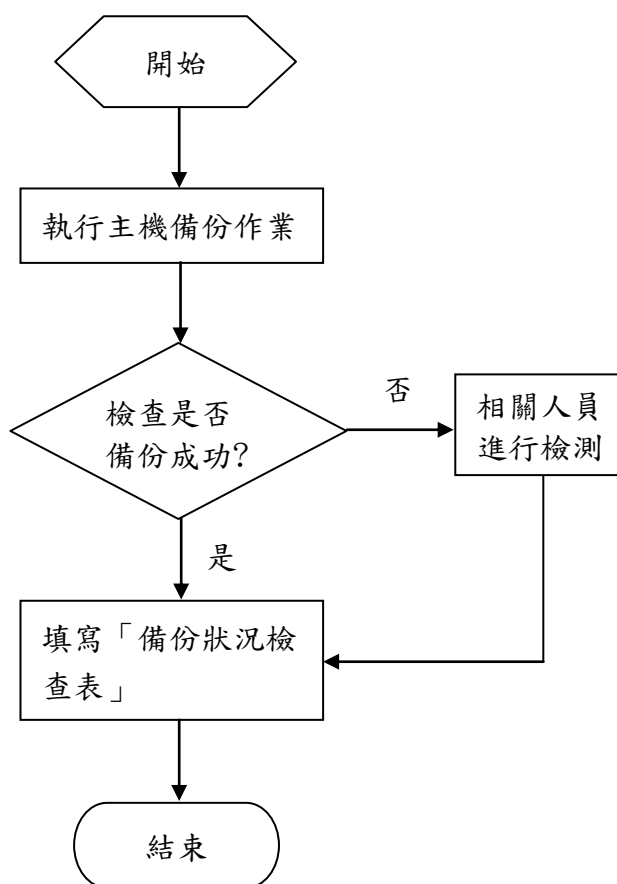 開始
執行主機備份作業
檢查是否
備份成功?
否
相關人員
進行檢測
是
填寫「備份狀況檢
查表」
結束